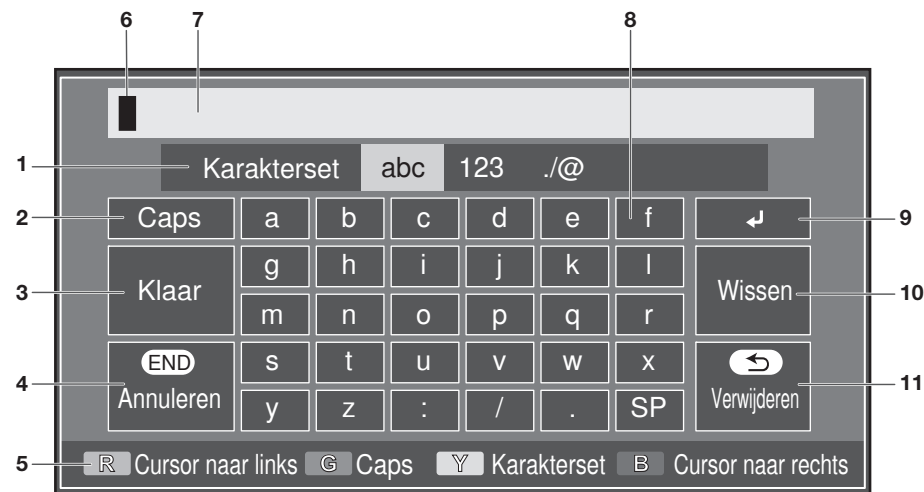 6 7 8
1 Karakterset abc 123 ./@
2 Caps a b c d e f 9
g h i j k l
3 Klaar Wissen 10
m n o p q r
END s t u v w x
4 Annuleren Verwijderen 11
y z : / . SP
5 R Cursor naar links G Caps Y Karakterset B Cursor naar rechts